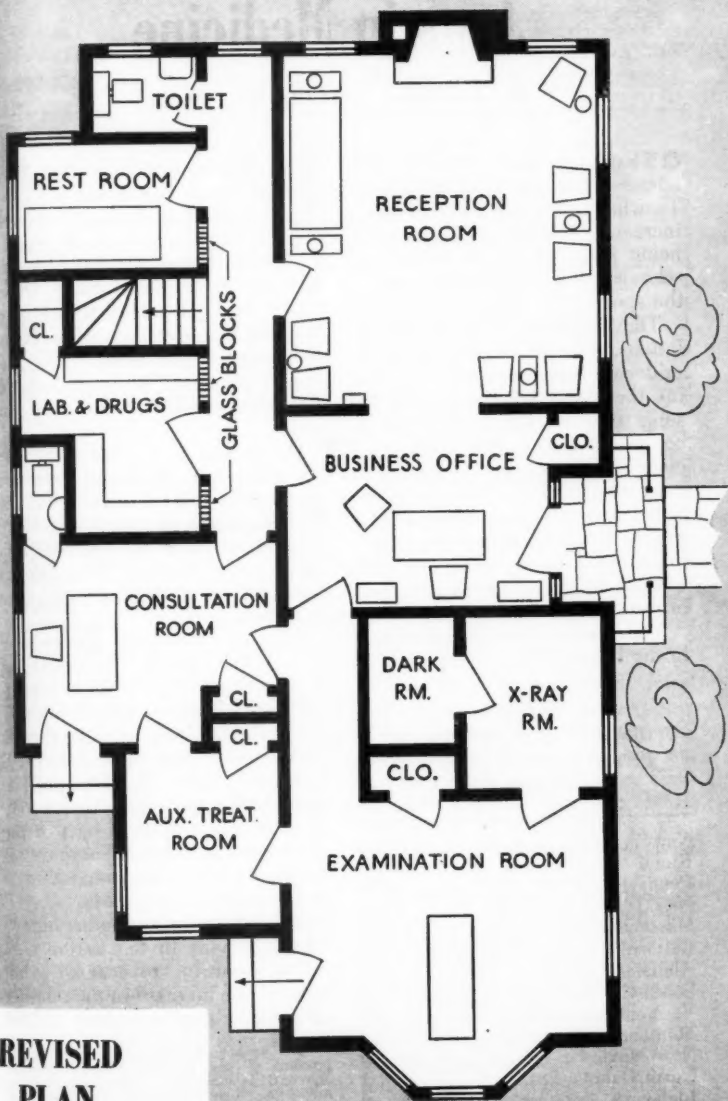 TOILET
REST ROOM
RECEPTION
ROOM
GLASS BLOCKS
CL.
LAB. & DRUGS
BUSINESS OFFICE
CLO.
CONSULTATION
ROOM
CL.
CL.
DARK
RM.
X-RAY
RM.
CLO.
AUX. TREAT.
ROOM
EXAMINATION ROOM
REVISED
PLAN